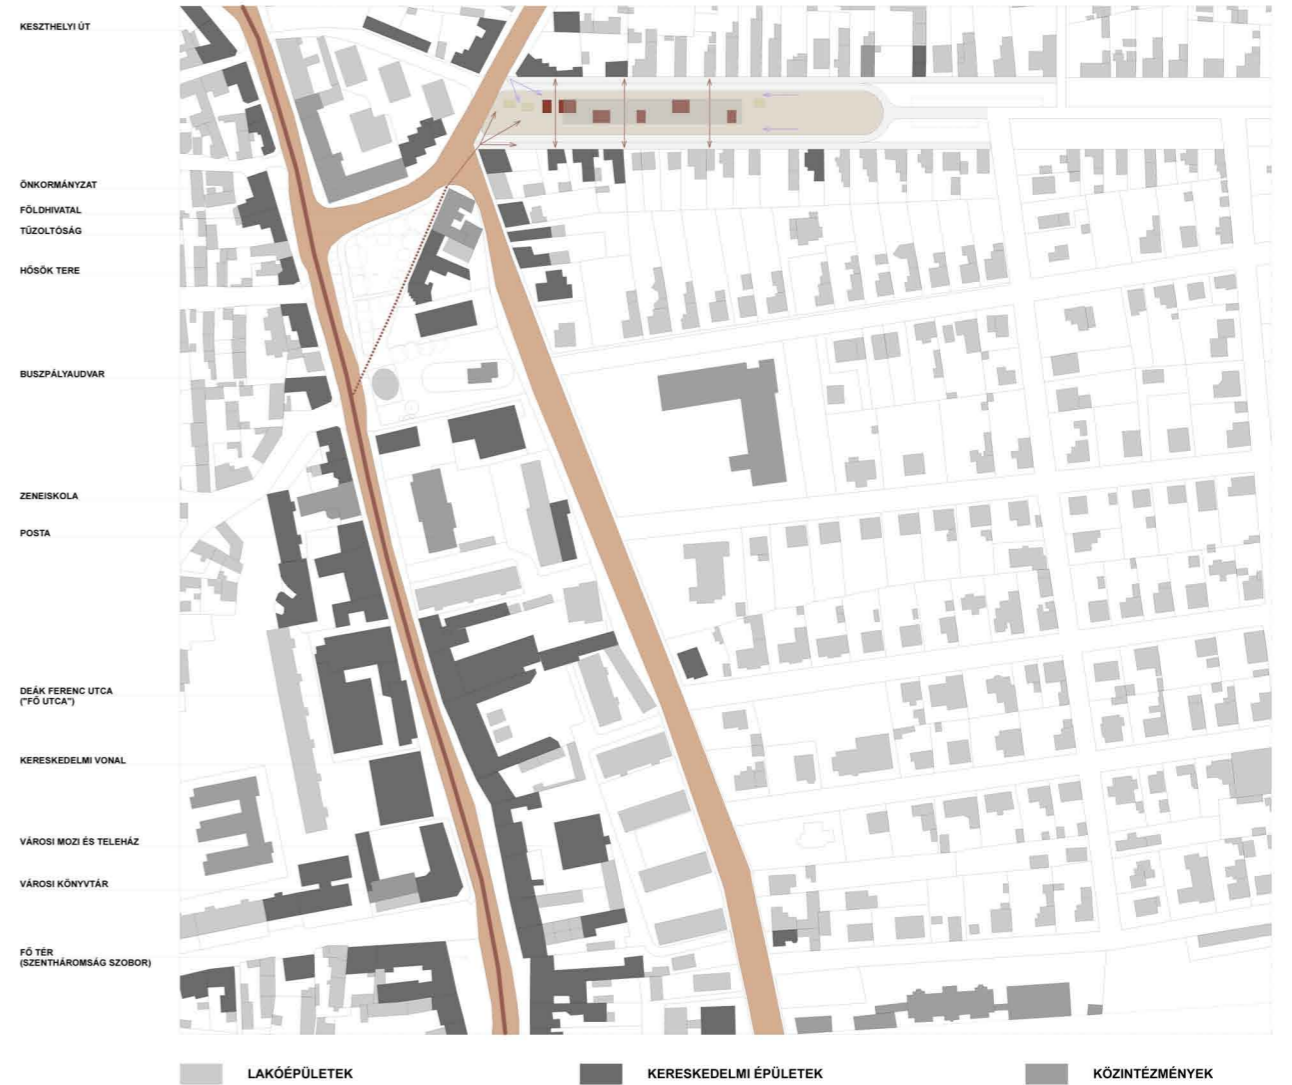 KESZTHELYI ÚT
ÖNKORMÁNYZAT
FÖLDHIVATAL
TŰZOLTÓSÁG
HŐSÖK TERE
BUSZPÁLYAUDVAR
ZENEISKOLA
POSTA
DEÁK FERENC UTCA
("FŐ UTCA")
KERESKEDELMI VONAL
VÁROSI MOZI ÉS TELEHÁZ
VÁROSI KÖNYVTÁR
FŐ TÉR
(SZENTHÁROMSÁG SZOBOR)
LAKÓÉPÜLETEK
KERESKEDELMI ÉPÜLETEK
KÖZINTÉZMÉNYEK